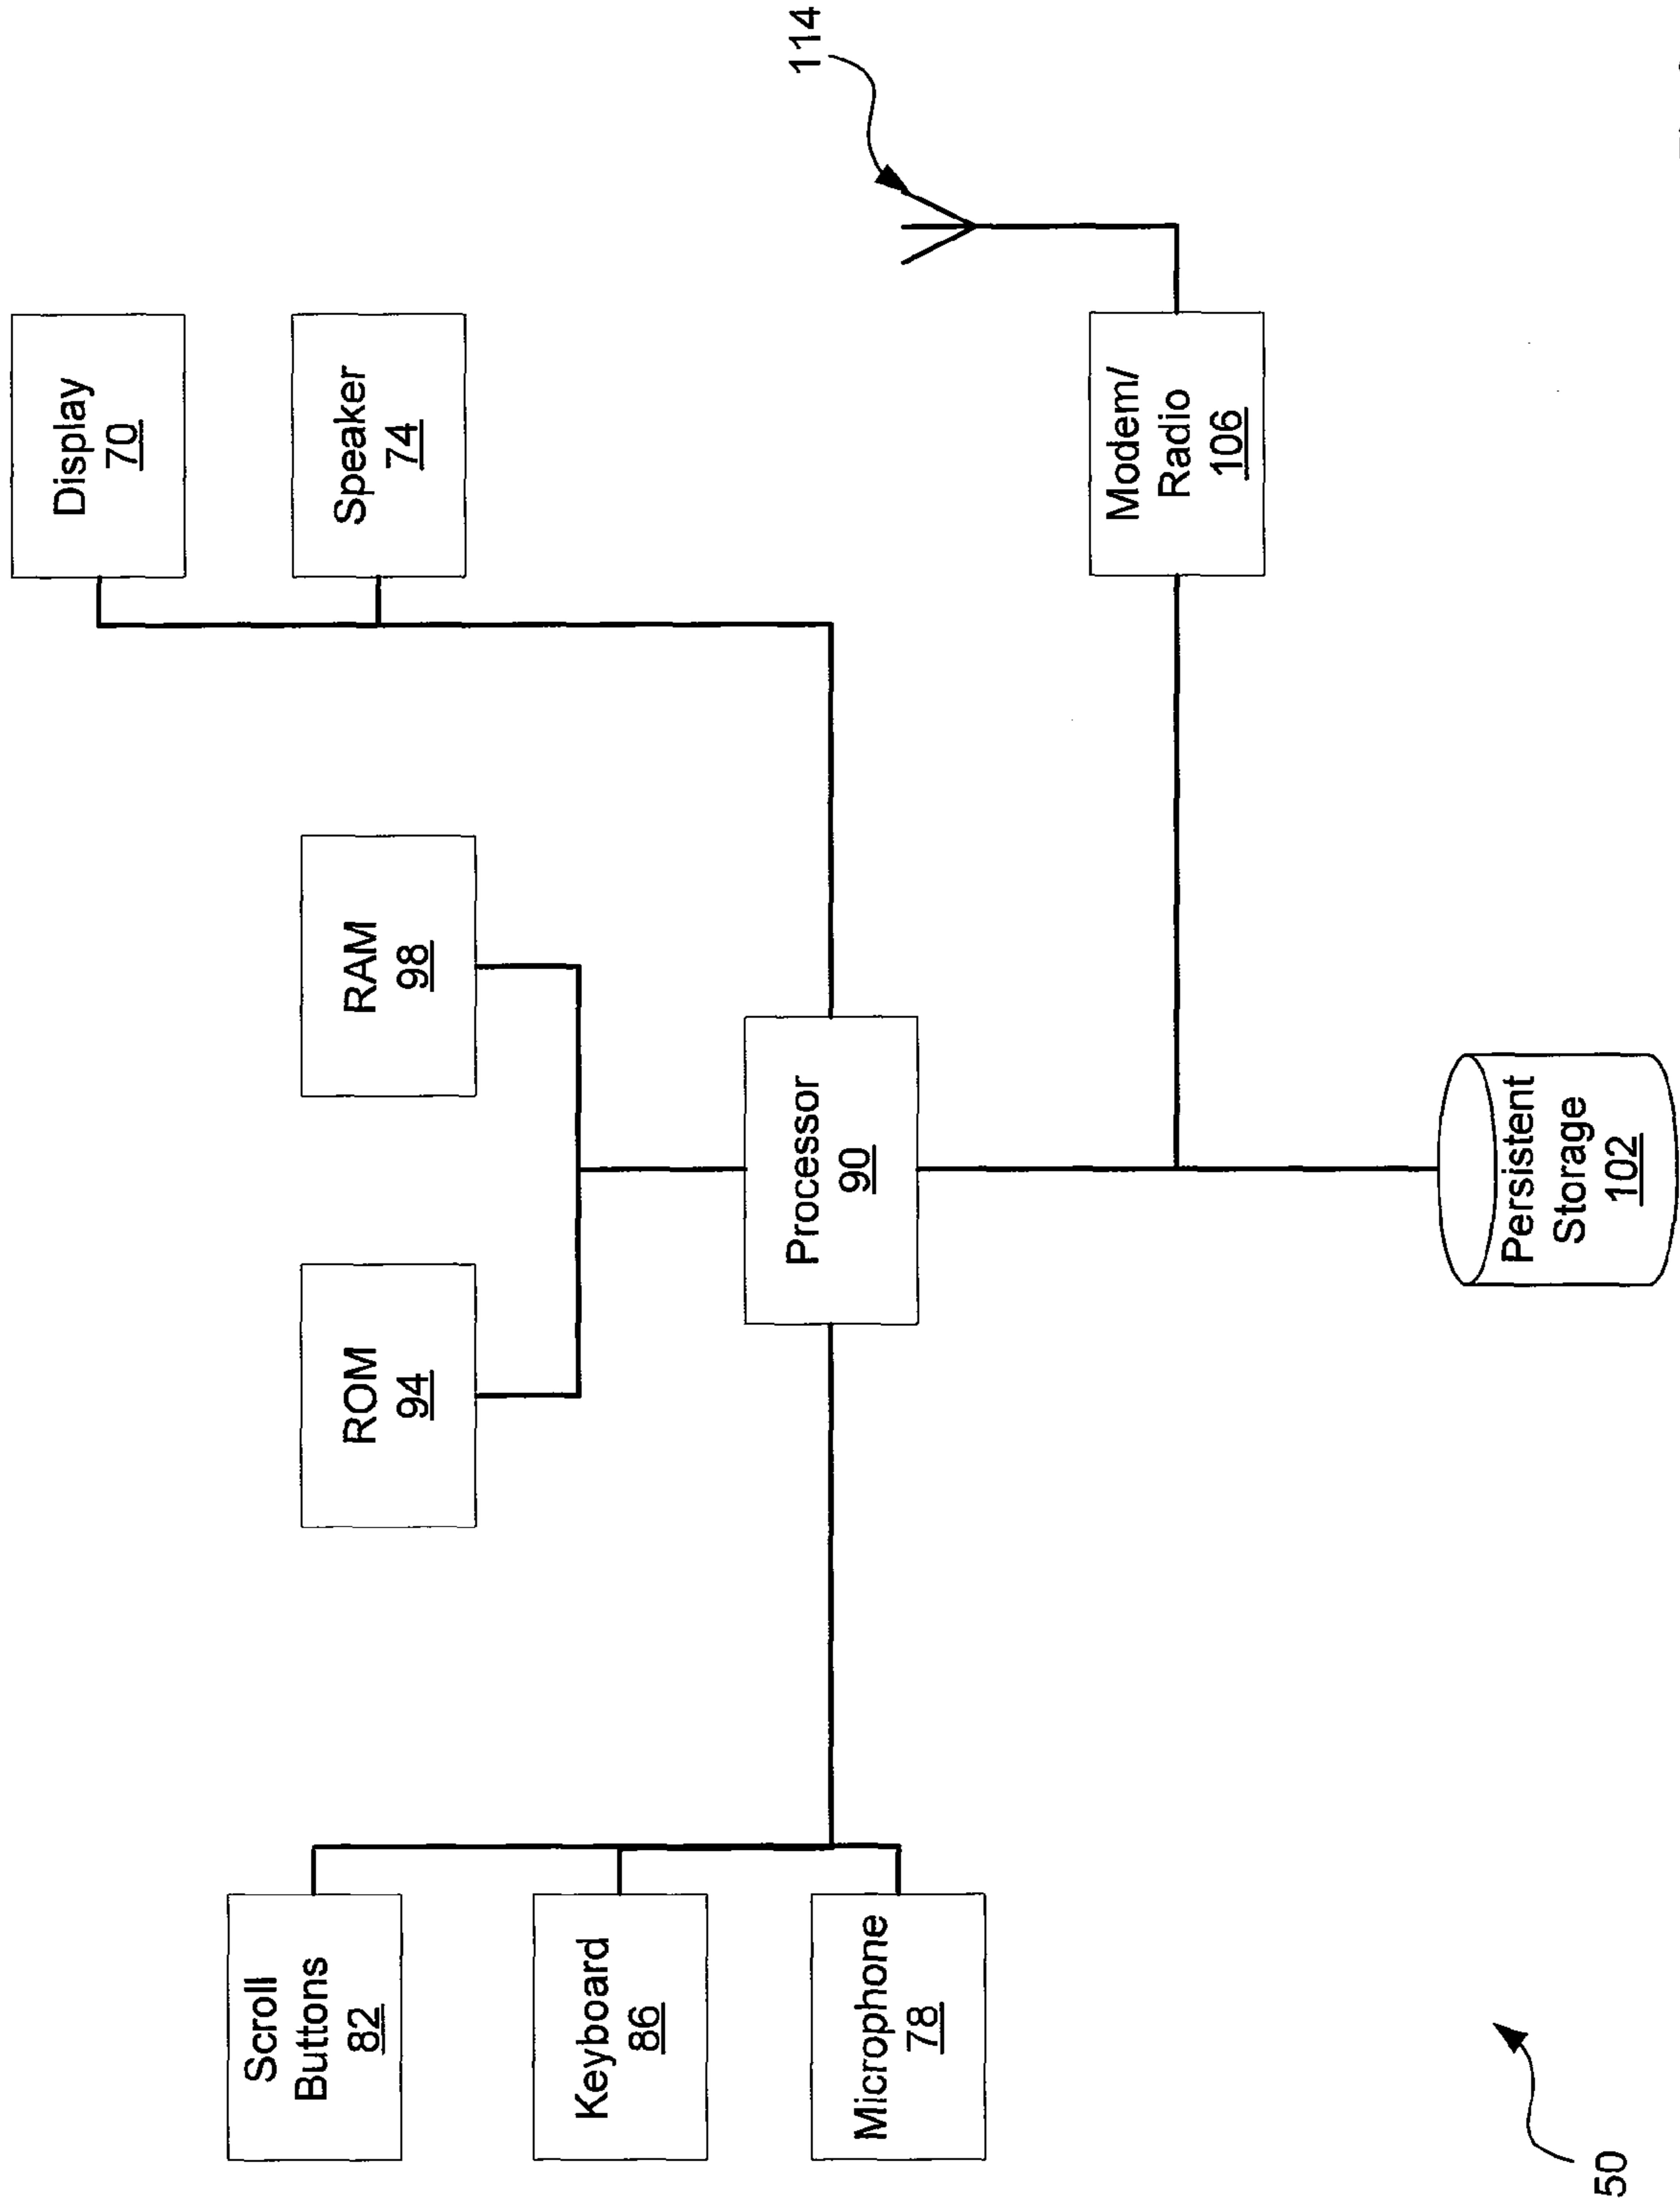 Scroll
Buttons
82
Keyboard
86
Microphone
78
ROM
94
RAM
98
Processor
90
Persistent
Storage
102
Display
70
Speaker
74
Modem/
Radio
106
114
50